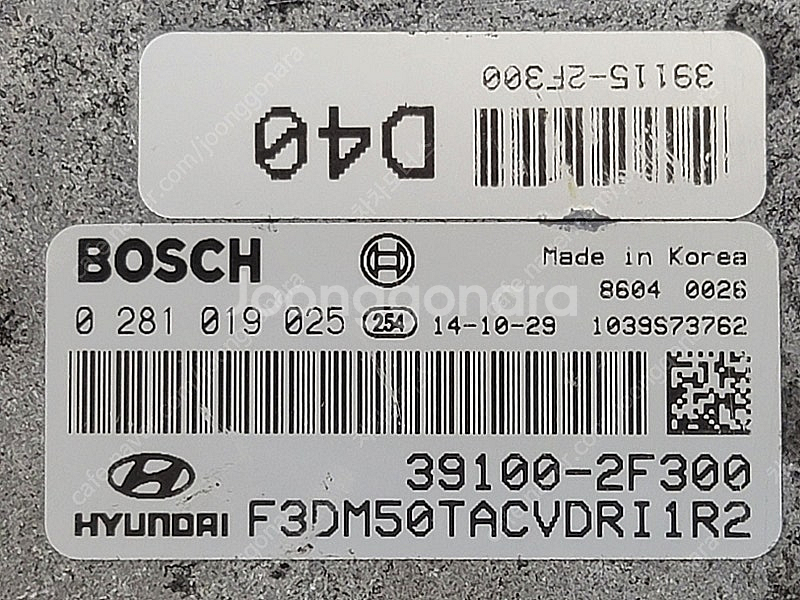 39115-2F300
D40
BOSCH
Made in Korea
8604 0026
0 281 019 025 254 14-10-29 1039S73762
Joonggonara
39100-2F300
HYUNDAI F3DM50TACVDRI1R2